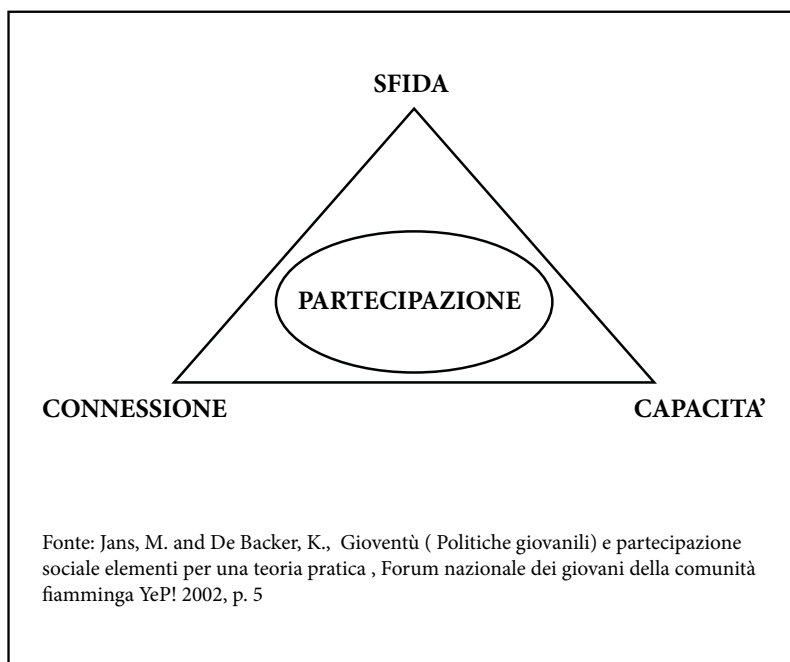 SFIDA
PARTECIPAZIONE
CONNESSIONE
CAPACITA’
Fonte: Jans, M. and De Backer, K.,  Gioventù ( Politiche giovanili) e partecipazione
sociale elementi per una teoria pratica , Forum nazionale dei giovani della comunità
fiamminga YeP! 2002, p. 5